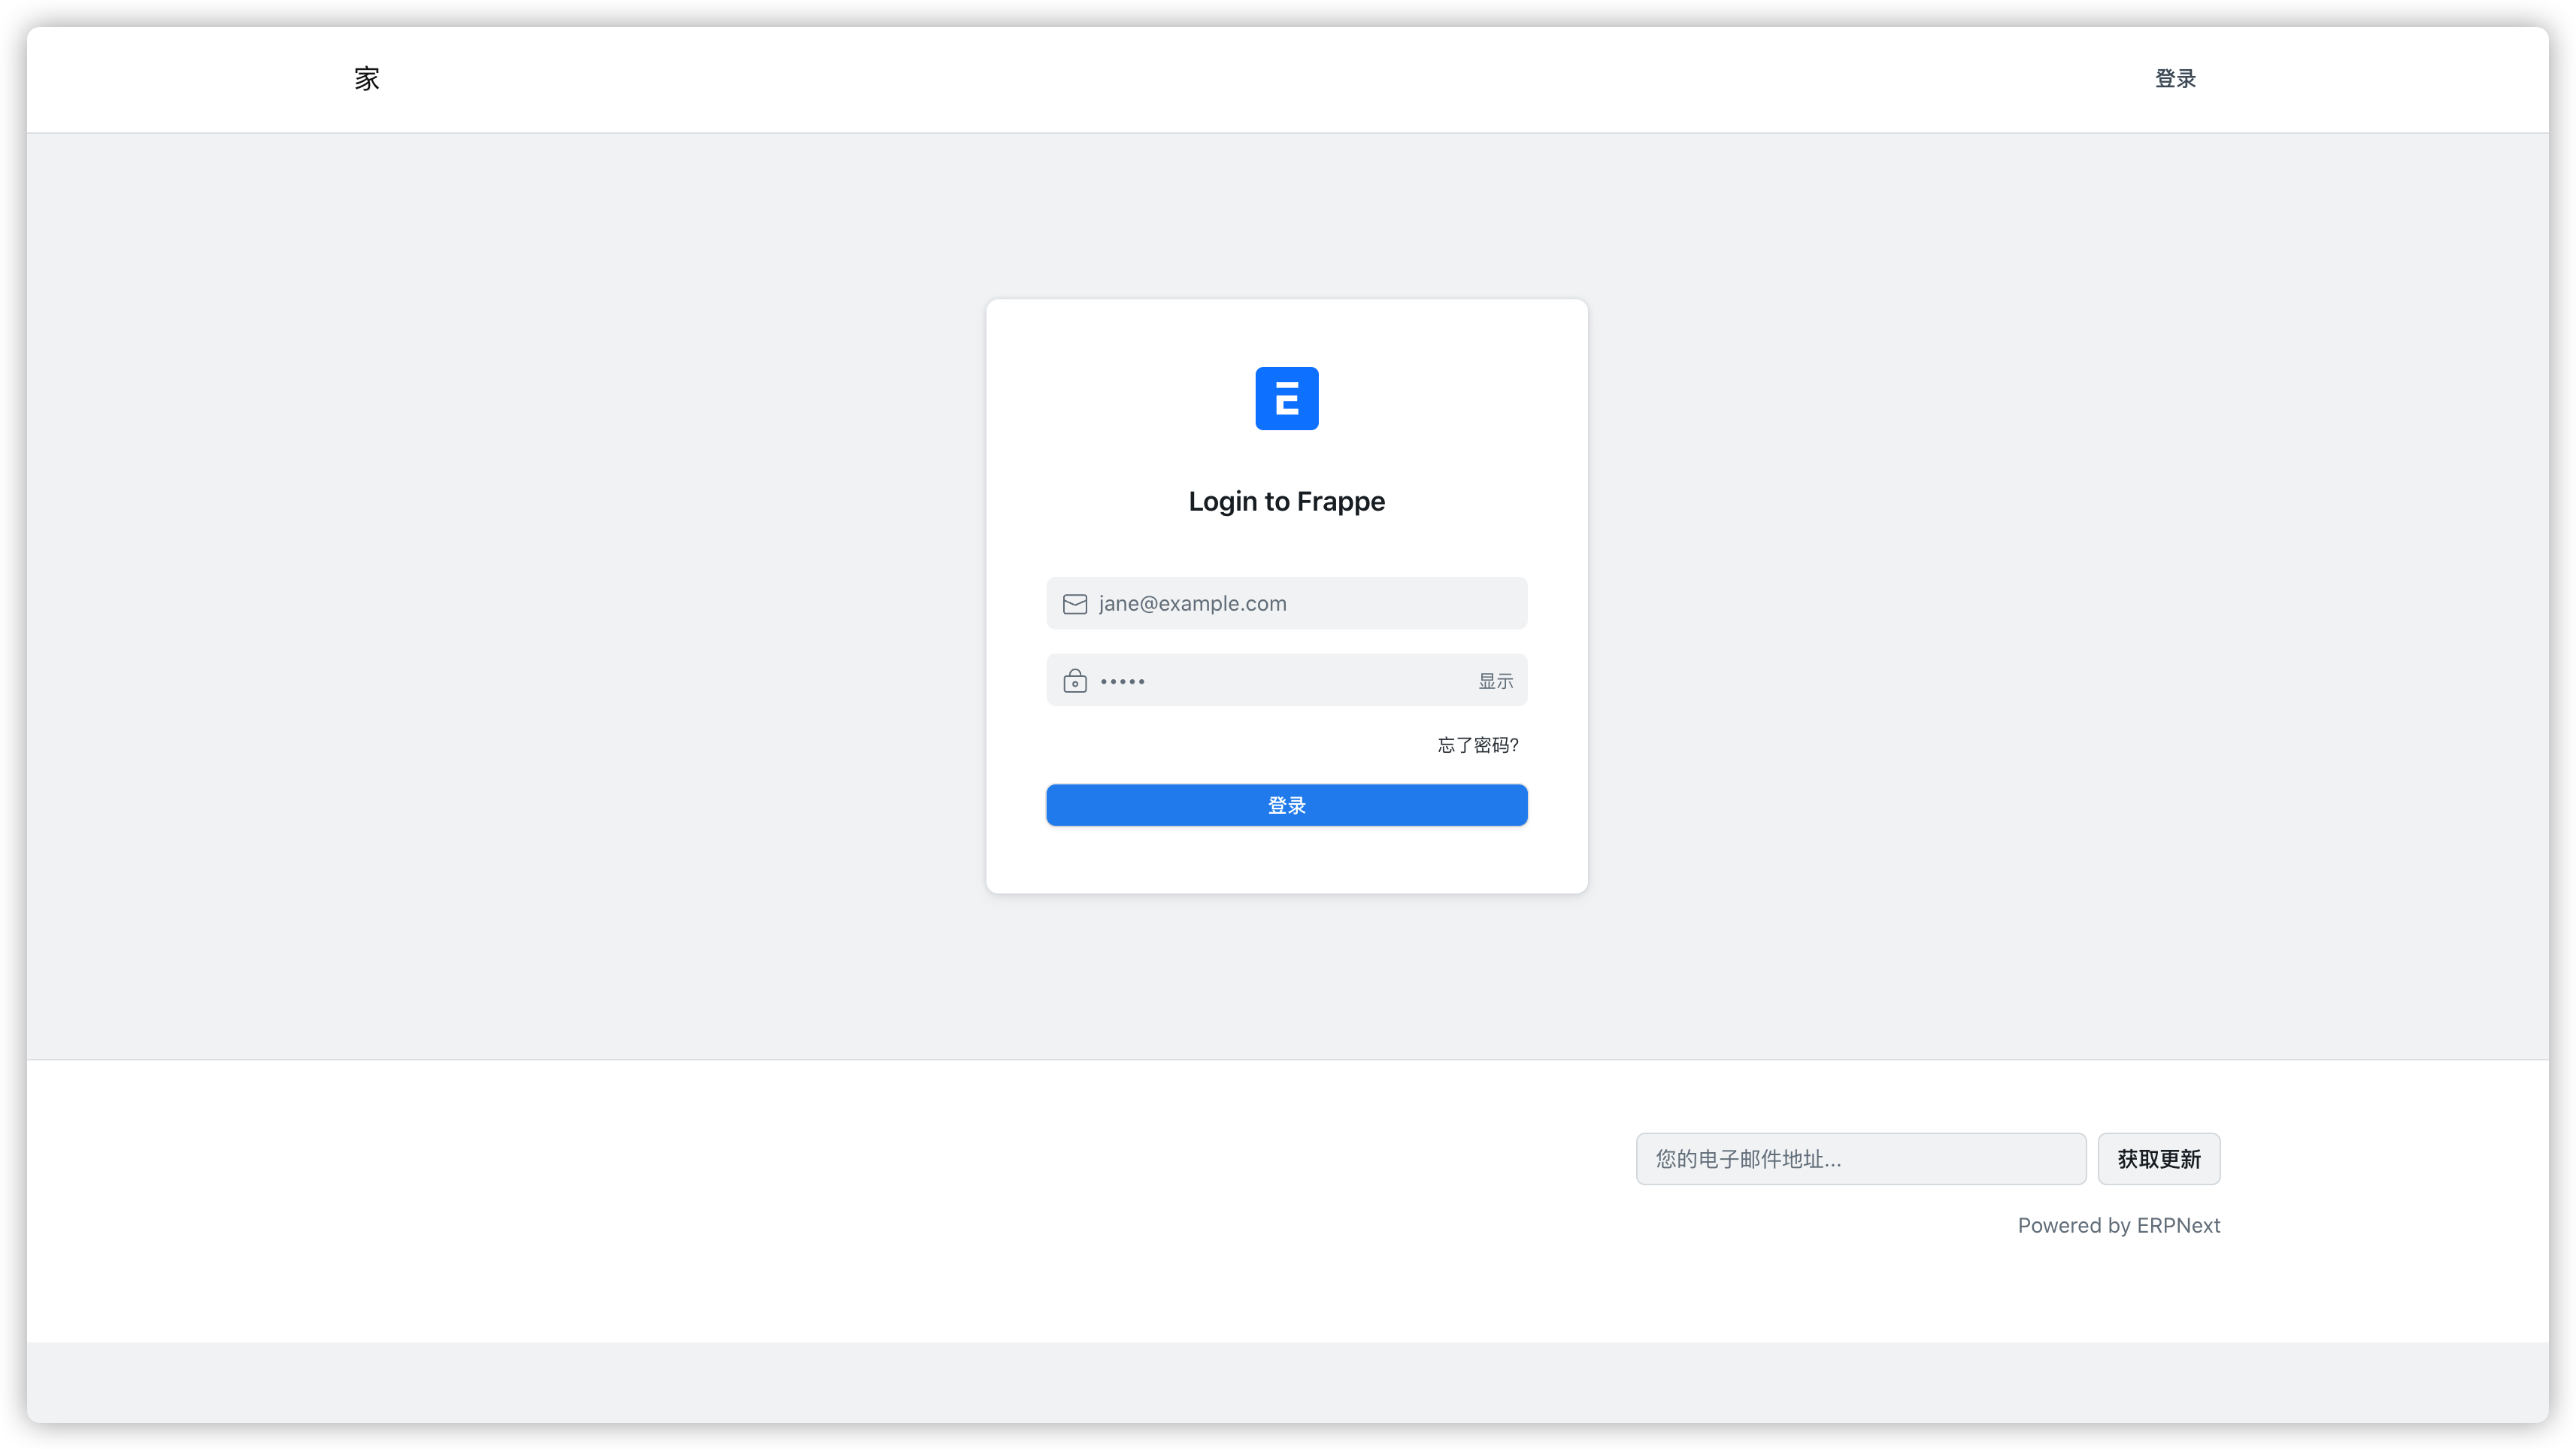 家
登录
E
Login to Frappe
jane@example.com
•••••
显示
忘了密码?
登录
您的电子邮件地址...
获取更新
Powered by ERPNext